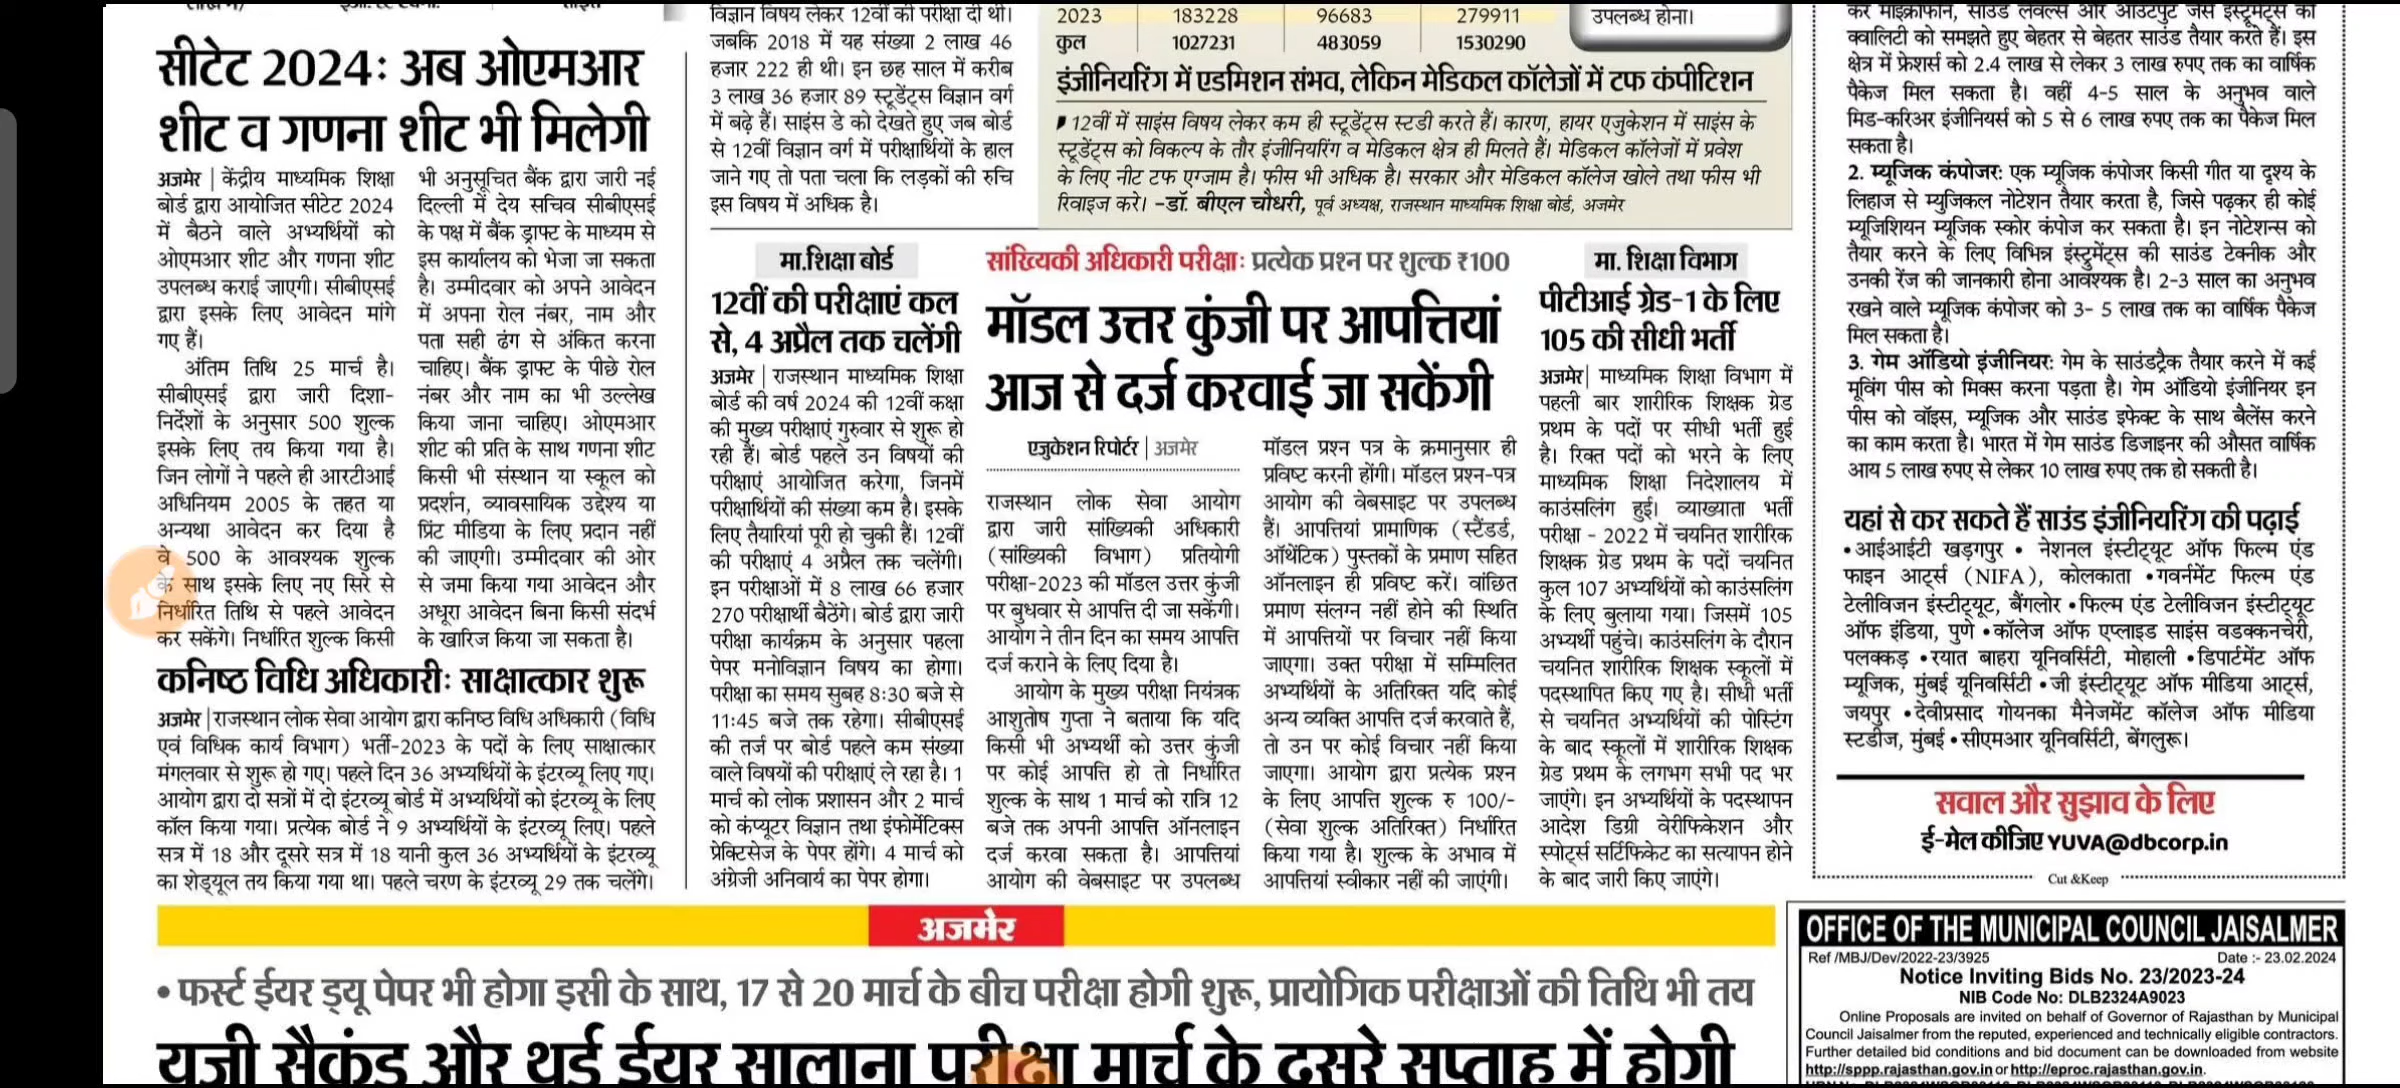 सीटेट 2024: अब ओएमआर
शीट व गणना शीट भी मिलेगी
अजमेर | केंद्रीय माध्यमिक शिक्षा
बोर्ड द्वारा आयोजित सीटेट 2024
में बैठने वाले अभ्यर्थियों को
ओएमआर शीट और गणना शीट
उपलब्ध कराई जाएगी। सीबीएसई
द्वारा इसके लिए आवेदन मांगे
गए हैं।
अंतिम तिथि 25 मार्च है।
सीबीएसई द्वारा जारी दिशा-
निर्देशों के अनुसार 500 शुल्क
इसके लिए तय किया गया है।
जिन लोगों ने पहले ही आरटीआई
अधिनियम 2005 के तहत या
अन्यथा आवेदन कर दिया है
वे 500 के आवश्यक शुल्क
के साथ इसके लिए नए सिरे से
निर्धारित तिथि से पहले आवेदन
कर सकेंगे। निर्धारित शुल्क किसी
भी अनुसूचित बैंक द्वारा जारी नई
दिल्ली में देय सचिव सीबीएसई
के पक्ष में बैंक ड्राफ्ट के माध्यम से
इस कार्यालय को भेजा जा सकता
है। उम्मीदवार को अपने आवेदन
में अपना रोल नंबर, नाम और
पता सही ढंग से अंकित करना
चाहिए। बैंक ड्राफ्ट के पीछे रोल
नंबर और नाम का भी उल्लेख
किया जाना चाहिए। ओएमआर
शीट की प्रति के साथ गणना शीट
किसी भी संस्थान या स्कूल को
प्रदर्शन, व्यावसायिक उद्देश्य या
प्रिंट मीडिया के लिए प्रदान नहीं
की जाएगी। उम्मीदवार की ओर
से जमा किया गया आवेदन और
अधूरा आवेदन बिना किसी संदर्भ
के खारिज किया जा सकता है।
कनिष्ठ विधि अधिकारी: साक्षात्कार शुरू
अजमेर | राजस्थान लोक सेवा आयोग द्वारा कनिष्ठ विधि अधिकारी (विधि
एवं विधिक कार्य विभाग) भर्ती-2023 के पदों के लिए साक्षात्कार
मंगलवार से शुरू हो गए। पहले दिन 36 अभ्यर्थियों के इंटरव्यू लिए गए।
आयोग द्वारा दो सत्रों में दो इंटरव्यू बोर्ड में अभ्यर्थियों को इंटरव्यू के लिए
कॉल किया गया। प्रत्येक बोर्ड ने 9 अभ्यर्थियों के इंटरव्यू लिए। पहले
सत्र में 18 और दूसरे सत्र में 18 यानी कुल 36 अभ्यर्थियों के इंटरव्यू
का शेड्यूल तय किया गया था। पहले चरण के इंटरव्यू 29 तक चलेंगे।
विज्ञान विषय लेकर 12वीं की परीक्षा दी थी।
जबकि 2018 में यह संख्या 2 लाख 46
हजार 222 ही थी। इन छह साल में करीब
3 लाख 36 हजार 89 स्टूडेंट्स विज्ञान वर्ग
में बढ़े हैं। साइंस डे को देखते हुए जब बोर्ड
से 12वीं विज्ञान वर्ग में परीक्षार्थियों के हाल
जाने गए तो पता चला कि लड़कों की रुचि
इस विषय में अधिक है।
2023 183228 96683 279911
कुल 1027231 483059 1530290
उपलब्ध होना।
इंजीनियरिंग में एडमिशन संभव, लेकिन मेडिकल कॉलेजों में टफ कंपीटिशन
12वीं में साइंस विषय लेकर कम ही स्टूडेंट्स स्टडी करते हैं। कारण, हायर एजुकेशन में साइंस के
स्टूडेंट्स को विकल्प के तौर इंजीनियरिंग व मेडिकल क्षेत्र ही मिलते हैं। मेडिकल कॉलेजों में प्रवेश
के लिए नीट टफ एग्जाम है। फीस भी अधिक है। सरकार और मेडिकल कॉलेज खोले तथा फीस भी
रिवाइज करे। -डॉ. बीएल चौधरी, पूर्व अध्यक्ष, राजस्थान माध्यमिक शिक्षा बोर्ड, अजमेर
मा.शिक्षा बोर्ड
12वीं की परीक्षाएं कल
से, 4 अप्रैल तक चलेंगी
अजमेर | राजस्थान माध्यमिक शिक्षा
बोर्ड की वर्ष 2024 की 12वीं कक्षा
की मुख्य परीक्षाएं गुरुवार से शुरू हो
रही हैं। बोर्ड पहले उन विषयों की
परीक्षाएं आयोजित करेगा, जिनमें
परीक्षार्थियों की संख्या कम है। इसके
लिए तैयारियां पूरी हो चुकी हैं। 12वीं
की परीक्षाएं 4 अप्रैल तक चलेंगी।
इन परीक्षाओं में 8 लाख 66 हजार
270 परीक्षार्थी बैठेंगे। बोर्ड द्वारा जारी
परीक्षा कार्यक्रम के अनुसार पहला
पेपर मनोविज्ञान विषय का होगा।
परीक्षा का समय सुबह 8:30 बजे से
11:45 बजे तक रहेगा। सीबीएसई
की तर्ज पर बोर्ड पहले कम संख्या
वाले विषयों की परीक्षाएं ले रहा है। 1
मार्च को लोक प्रशासन और 2 मार्च
को कंप्यूटर विज्ञान तथा इंफोर्मेटिक्स
प्रेक्टिसेज के पेपर होंगे। 4 मार्च को
अंग्रेजी अनिवार्य का पेपर होगा।
सांख्यिकी अधिकारी परीक्षा: प्रत्येक प्रश्न पर शुल्क ₹100
मॉडल उत्तर कुंजी पर आपत्तियां
आज से दर्ज करवाई जा सकेंगी
एजुकेशन रिपोर्टर | अजमेर
राजस्थान लोक सेवा आयोग
द्वारा जारी सांख्यिकी अधिकारी
(सांख्यिकी विभाग) प्रतियोगी
परीक्षा-2023 की मॉडल उत्तर कुंजी
पर बुधवार से आपत्ति दी जा सकेंगी।
आयोग ने तीन दिन का समय आपत्ति
दर्ज कराने के लिए दिया है।
आयोग के मुख्य परीक्षा नियंत्रक
आशुतोष गुप्ता ने बताया कि यदि
किसी भी अभ्यर्थी को उत्तर कुंजी
पर कोई आपत्ति हो तो निर्धारित
शुल्क के साथ 1 मार्च को रात्रि 12
बजे तक अपनी आपत्ति ऑनलाइन
दर्ज करवा सकता है। आपत्तियां
आयोग की वेबसाइट पर उपलब्ध
मॉडल प्रश्न पत्र के क्रमानुसार ही
प्रविष्ट करनी होंगी। मॉडल प्रश्न-पत्र
आयोग की वेबसाइट पर उपलब्ध
हैं। आपत्तियां प्रामाणिक (स्टैंडर्ड,
ऑथेंटिक) पुस्तकों के प्रमाण सहित
ऑनलाइन ही प्रविष्ट करें। वांछित
प्रमाण संलग्न नहीं होने की स्थिति
में आपत्तियों पर विचार नहीं किया
जाएगा। उक्त परीक्षा में सम्मिलित
अभ्यर्थियों के अतिरिक्त यदि कोई
अन्य व्यक्ति आपत्ति दर्ज करवाते हैं,
तो उन पर कोई विचार नहीं किया
जाएगा। आयोग द्वारा प्रत्येक प्रश्न
के लिए आपत्ति शुल्क रु 100/-
(सेवा शुल्क अतिरिक्त) निर्धारित
किया गया है। शुल्क के अभाव में
आपत्तियां स्वीकार नहीं की जाएंगी।
मा. शिक्षा विभाग
पीटीआई ग्रेड-1 के लिए
105 की सीधी भर्ती
अजमेर | माध्यमिक शिक्षा विभाग में
पहली बार शारीरिक शिक्षक ग्रेड
प्रथम के पदों पर सीधी भर्ती हुई
है। रिक्त पदों को भरने के लिए
माध्यमिक शिक्षा निदेशालय में
काउंसलिंग हुई। व्याख्याता भर्ती
परीक्षा - 2022 में चयनित शारीरिक
शिक्षक ग्रेड प्रथम के पदों चयनित
कुल 107 अभ्यर्थियों को काउंसलिंग
के लिए बुलाया गया। जिसमें 105
अभ्यर्थी पहुंचे। काउंसलिंग के दौरान
चयनित शारीरिक शिक्षक स्कूलों में
पदस्थापित किए गए है। सीधी भर्ती
से चयनित अभ्यर्थियों की पोस्टिंग
के बाद स्कूलों में शारीरिक शिक्षक
ग्रेड प्रथम के लगभग सभी पद भर
जाएंगे। इन अभ्यर्थियों के पदस्थापन
आदेश डिग्री वेरीफिकेशन और
स्पोर्ट्स सर्टिफिकेट का सत्यापन होने
के बाद जारी किए जाएंगे।
कर माइक्रोफोन, साउंड लेवल्स और आउटपुट जैसे इंस्ट्रूमेंट्स की
क्वालिटी को समझते हुए बेहतर से बेहतर साउंड तैयार करते हैं। इस
क्षेत्र में फ्रेशर्स को 2.4 लाख से लेकर 3 लाख रुपए तक का वार्षिक
पैकेज मिल सकता है। वहीं 4-5 साल के अनुभव वाले
मिड-करिअर इंजीनियर्स को 5 से 6 लाख रुपए तक का पैकेज मिल
सकता है।
2. म्यूजिक कंपोजर: एक म्यूजिक कंपोजर किसी गीत या दृश्य के
लिहाज से म्युजिकल नोटेशन तैयार करता है, जिसे पढ़कर ही कोई
म्यूजिशियन म्यूजिक स्कोर कंपोज कर सकता है। इन नोटेशन्स को
तैयार करने के लिए विभिन्न इंस्ट्रुमेंट्स की साउंड टेक्नीक और
उनकी रेंज की जानकारी होना आवश्यक है। 2-3 साल का अनुभव
रखने वाले म्यूजिक कंपोजर को 3- 5 लाख तक का वार्षिक पैकेज
मिल सकता है।
3. गेम ऑडियो इंजीनियर: गेम के साउंडट्रैक तैयार करने में कई
मूविंग पीस को मिक्स करना पड़ता है। गेम ऑडियो इंजीनियर इन
पीस को वॉइस, म्यूजिक और साउंड इफेक्ट के साथ बैलेंस करने
का काम करता है। भारत में गेम साउंड डिजाइनर की औसत वार्षिक
आय 5 लाख रुपए से लेकर 10 लाख रुपए तक हो सकती है।
यहां से कर सकते हैं साउंड इंजीनियरिंग की पढ़ाई
• आईआईटी खड़गपुर • नेशनल इंस्टीट्यूट ऑफ फिल्म एंड
फाइन आर्ट्स (NIFA), कोलकाता • गवर्नमेंट फिल्म एंड
टेलीविजन इंस्टीट्यूट, बैंगलोर • फिल्म एंड टेलीविजन इंस्टीट्यूट
ऑफ इंडिया, पुणे • कॉलेज ऑफ एप्लाइड साइंस वडक्कनचेरी,
पलक्कड़ • रयात बाहरा यूनिवर्सिटी, मोहाली • डिपार्टमेंट ऑफ
म्यूजिक, मुंबई यूनिवर्सिटी • जी इंस्टीट्यूट ऑफ मीडिया आर्ट्स,
जयपुर • देवीप्रसाद गोयनका मैनेजमेंट कॉलेज ऑफ मीडिया
स्टडीज, मुंबई • सीएमआर यूनिवर्सिटी, बेंगलुरू।
सवाल और सुझाव के लिए
ई-मेल कीजिए YUVA@dbcorp.in
Cut &Keep
अजमेर
• फर्स्ट ईयर ड्यू पेपर भी होगा इसी के साथ, 17 से 20 मार्च के बीच परीक्षा होगी शुरू, प्रायोगिक परीक्षाओं की तिथि भी तय
यूजी सैकंड और थर्ड ईयर सालाना परीक्षा मार्च के दूसरे सप्ताह में होगी
OFFICE OF THE MUNICIPAL COUNCIL JAISALMER
Ref /MBJ/Dev/2022-23/3925 Date :- 23.02.2024
Notice Inviting Bids No. 23/2023-24
NIB Code No: DLB2324A9023
Online Proposals are invited on behalf of Governor of Rajasthan by Municipal
Council Jaisalmer from the reputed, experienced and technically eligible contractors.
Further detailed bid conditions and bid document can be downloaded from website
http://sppp.rajasthan.gov.in or http://eproc.rajasthan.gov.in.